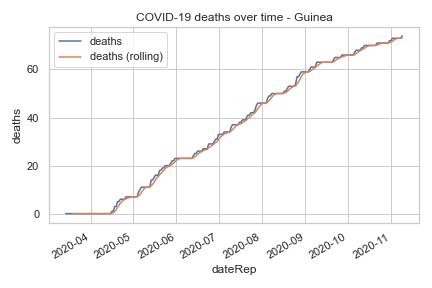 COVID-19 deaths over time - Guinea
deaths
deaths (rolling)
60
40
20
0
deaths
2020-04
2020-05
2020-06
2020-07
2020-08
2020-09
2020-10
2020-11
dateRep